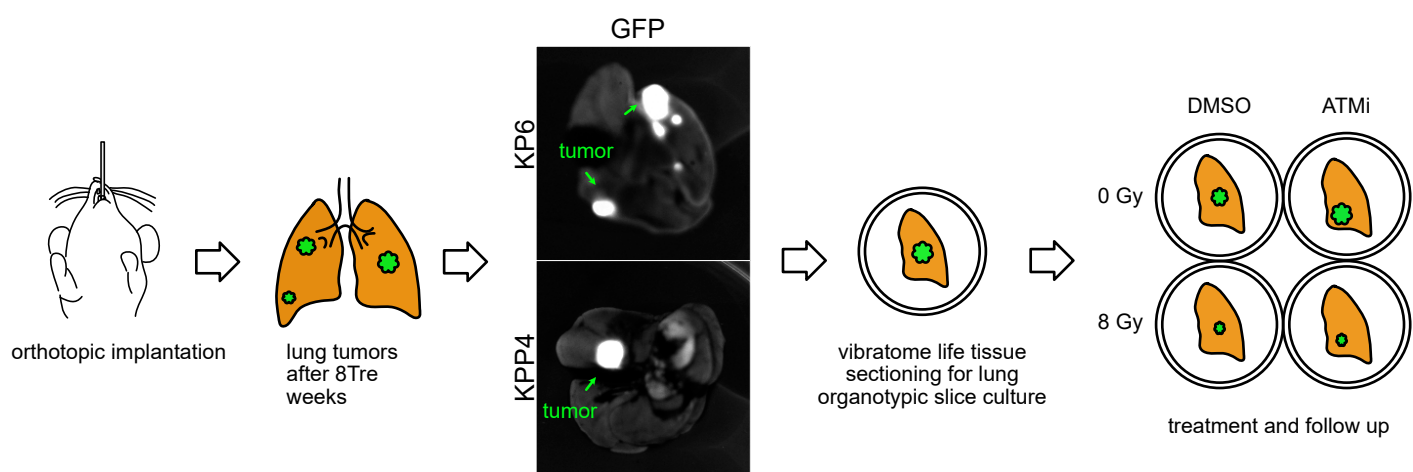 GFP
KP6
tumor
KPP4
tumor
orthotopic implantation
lung tumors
after 8Tre
weeks
vibratome life tissue
sectioning for lung
organotypic slice culture
DMSO
ATMi
0 Gy
8 Gy
treatment and follow up